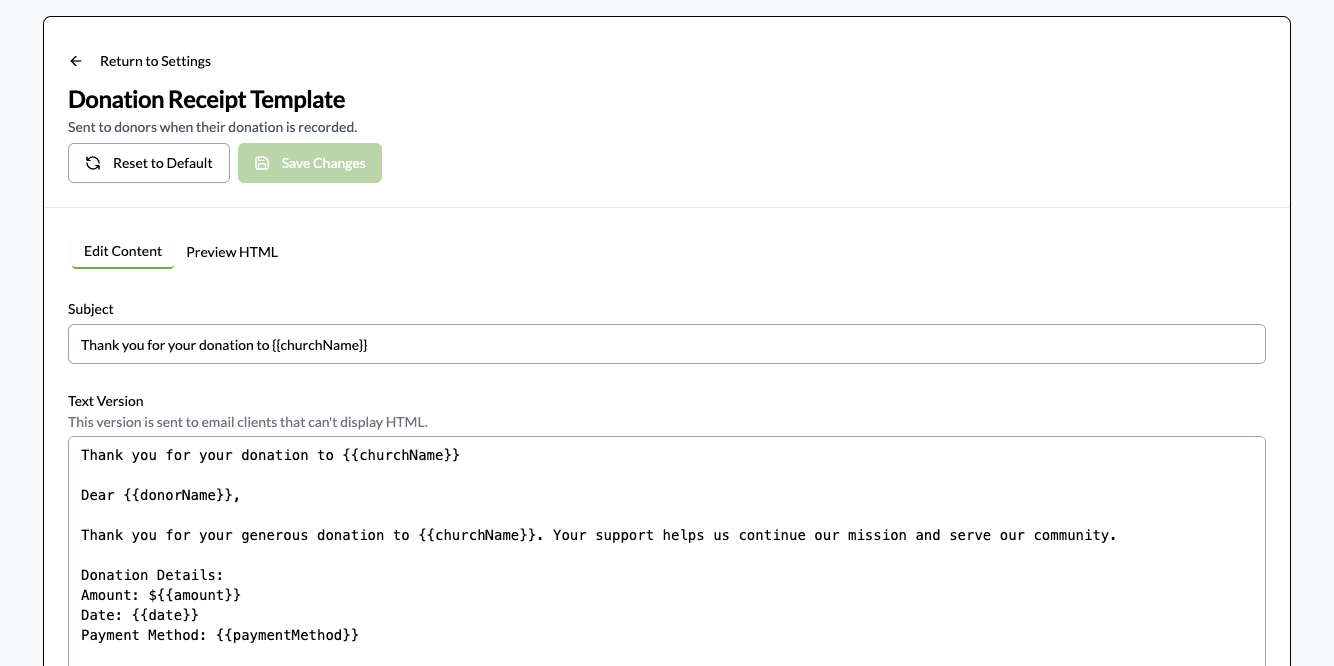 Return to Settings
Donation Receipt Template
Sent to donors when their donation is recorded.
Reset to Default
Save Changes
Edit Content
Preview HTML
Subject
Thank you for your donation to {{churchName}}
Text Version
This version is sent to email clients that can't display HTML.
Thank you for your donation to {{churchName}}
Dear {{donorName}},
Thank you for your generous donation to {{churchName}}. Your support helps us continue our mission and serve our community.
Donation Details:
Amount: ${{amount}}
Date: {{date}}
Payment Method: {{paymentMethod}}